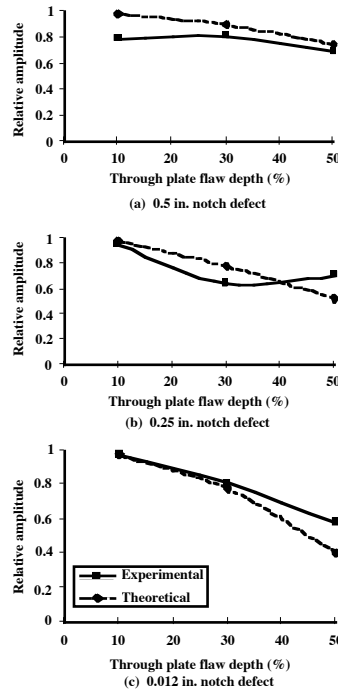 Relative amplitude
1
0.8
0.6
0.4
0.2
0
0 10 20 30 40 50
Through plate flaw depth (%)
(a) 0.5 in. notch defect
Relative amplitude
1
0.8
0.6
0.4
0.2
0
0 10 20 30 40 50
Through plate flaw depth (%)
(b) 0.25 in. notch defect
Relative amplitude
1
0.8
0.6
0.4
0.2
0
Experimental
Theoretical
0 10 20 30 40 50
Through plate flaw depth (%)
(c) 0.012 in. notch defect